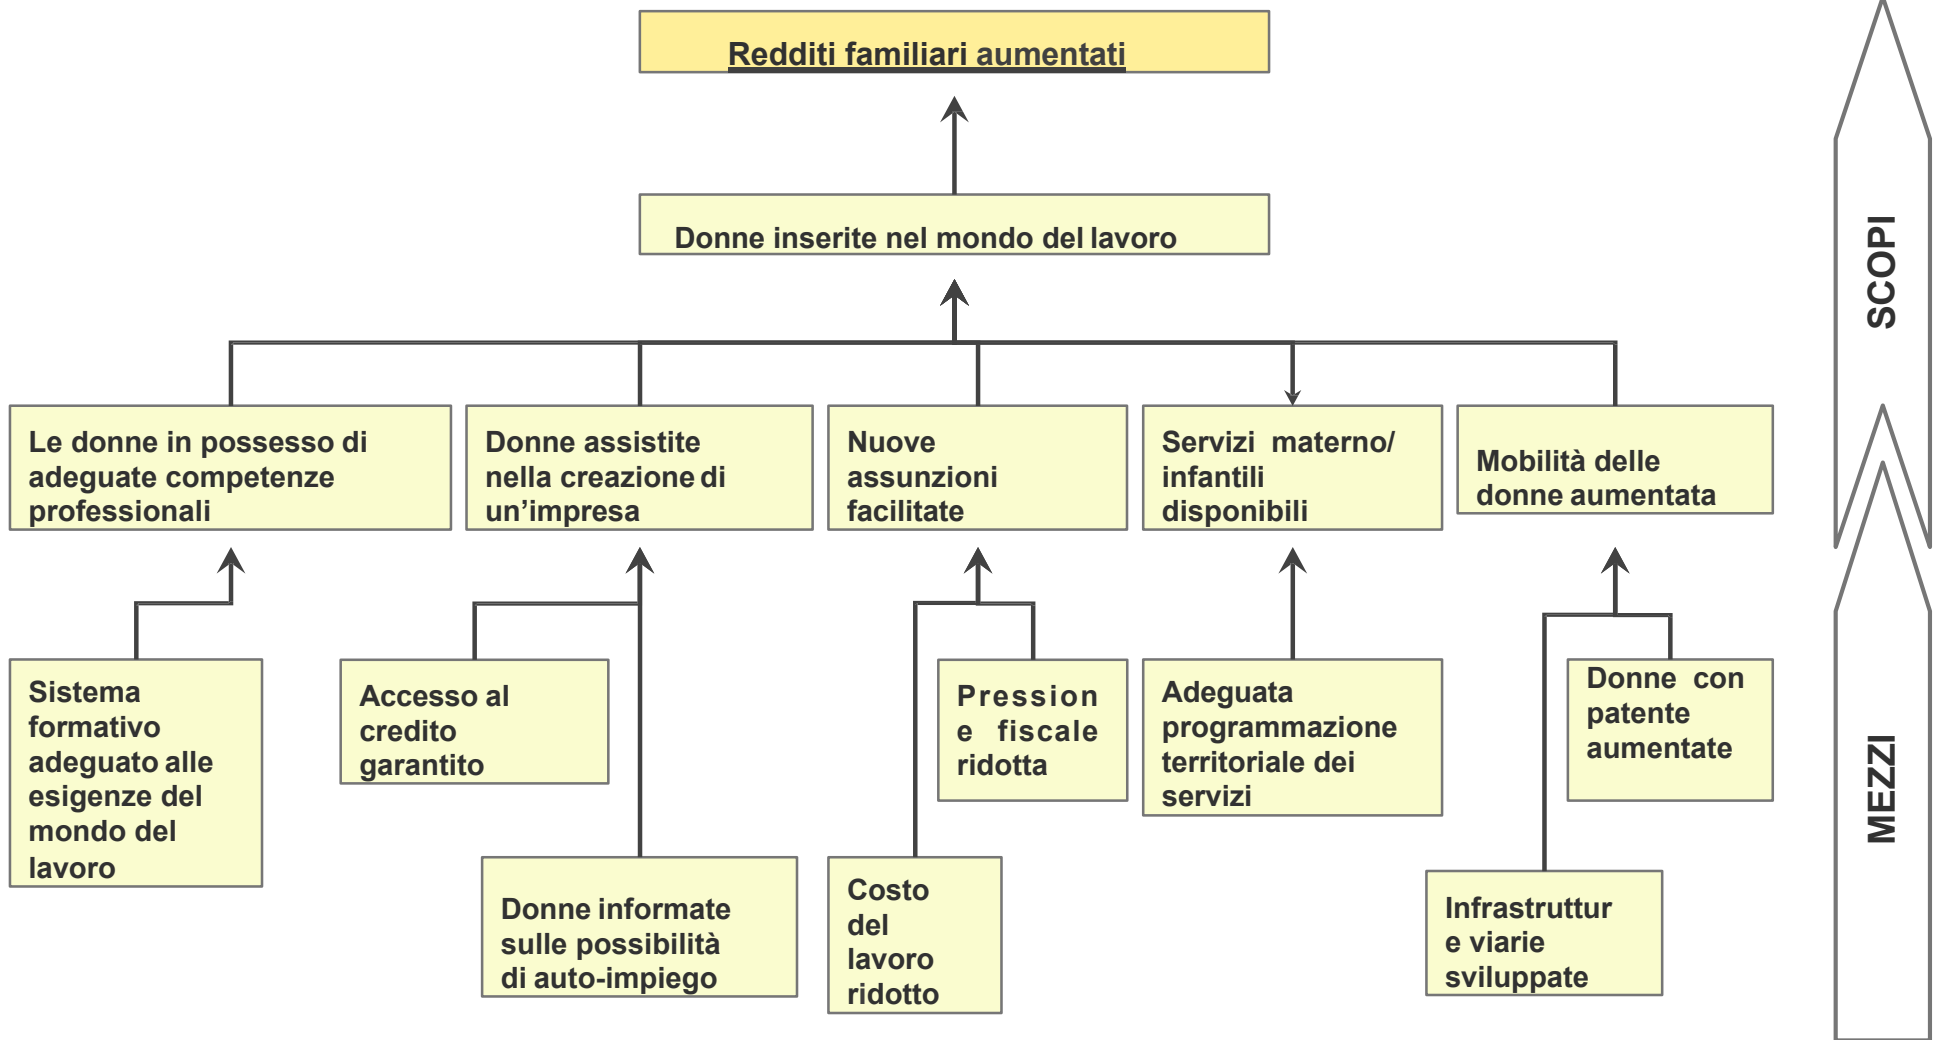 Redditi familiari aumentati
Donne inserite nel mondo del lavoro
SCOPI
Le donne in possesso di
adeguate competenze
professionali
Donne assistite
nella creazione di
un’impresa
Nuove
assunzioni
facilitate
Servizi materno/
infantili
disponibili
Mobilità delle
donne aumentata
Sistema
formativo
adeguato alle
esigenze del
mondo del
lavoro
Accesso al
credito
garantito
Pression
e fiscale
ridotta
Adeguata
programmazione
territoriale dei
servizi
Donne con
patente
aumentate
MEZZI
Donne informate
sulle possibilità
di auto-impiego
Costo
del
lavoro
ridotto
Infrastruttur
e viarie
sviluppate